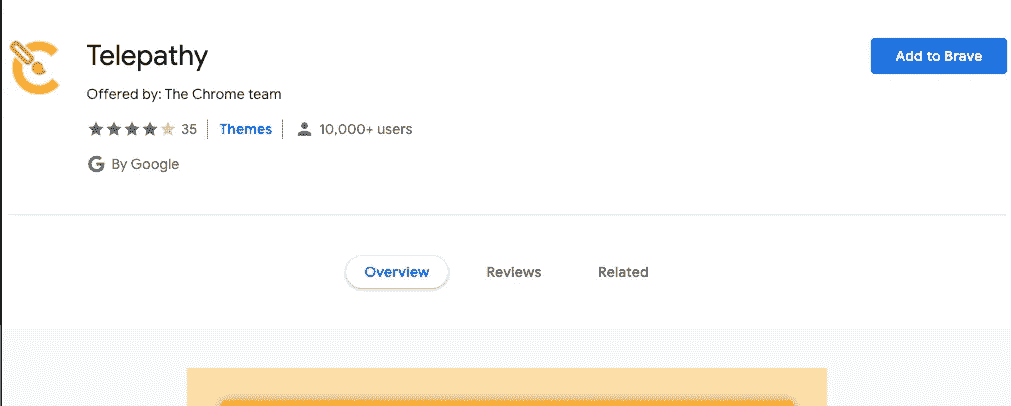 Telepathy
Add to Brave
Offered by: The Chrome team
35 Themes 10,000+ users
By Google
Overview Reviews Related